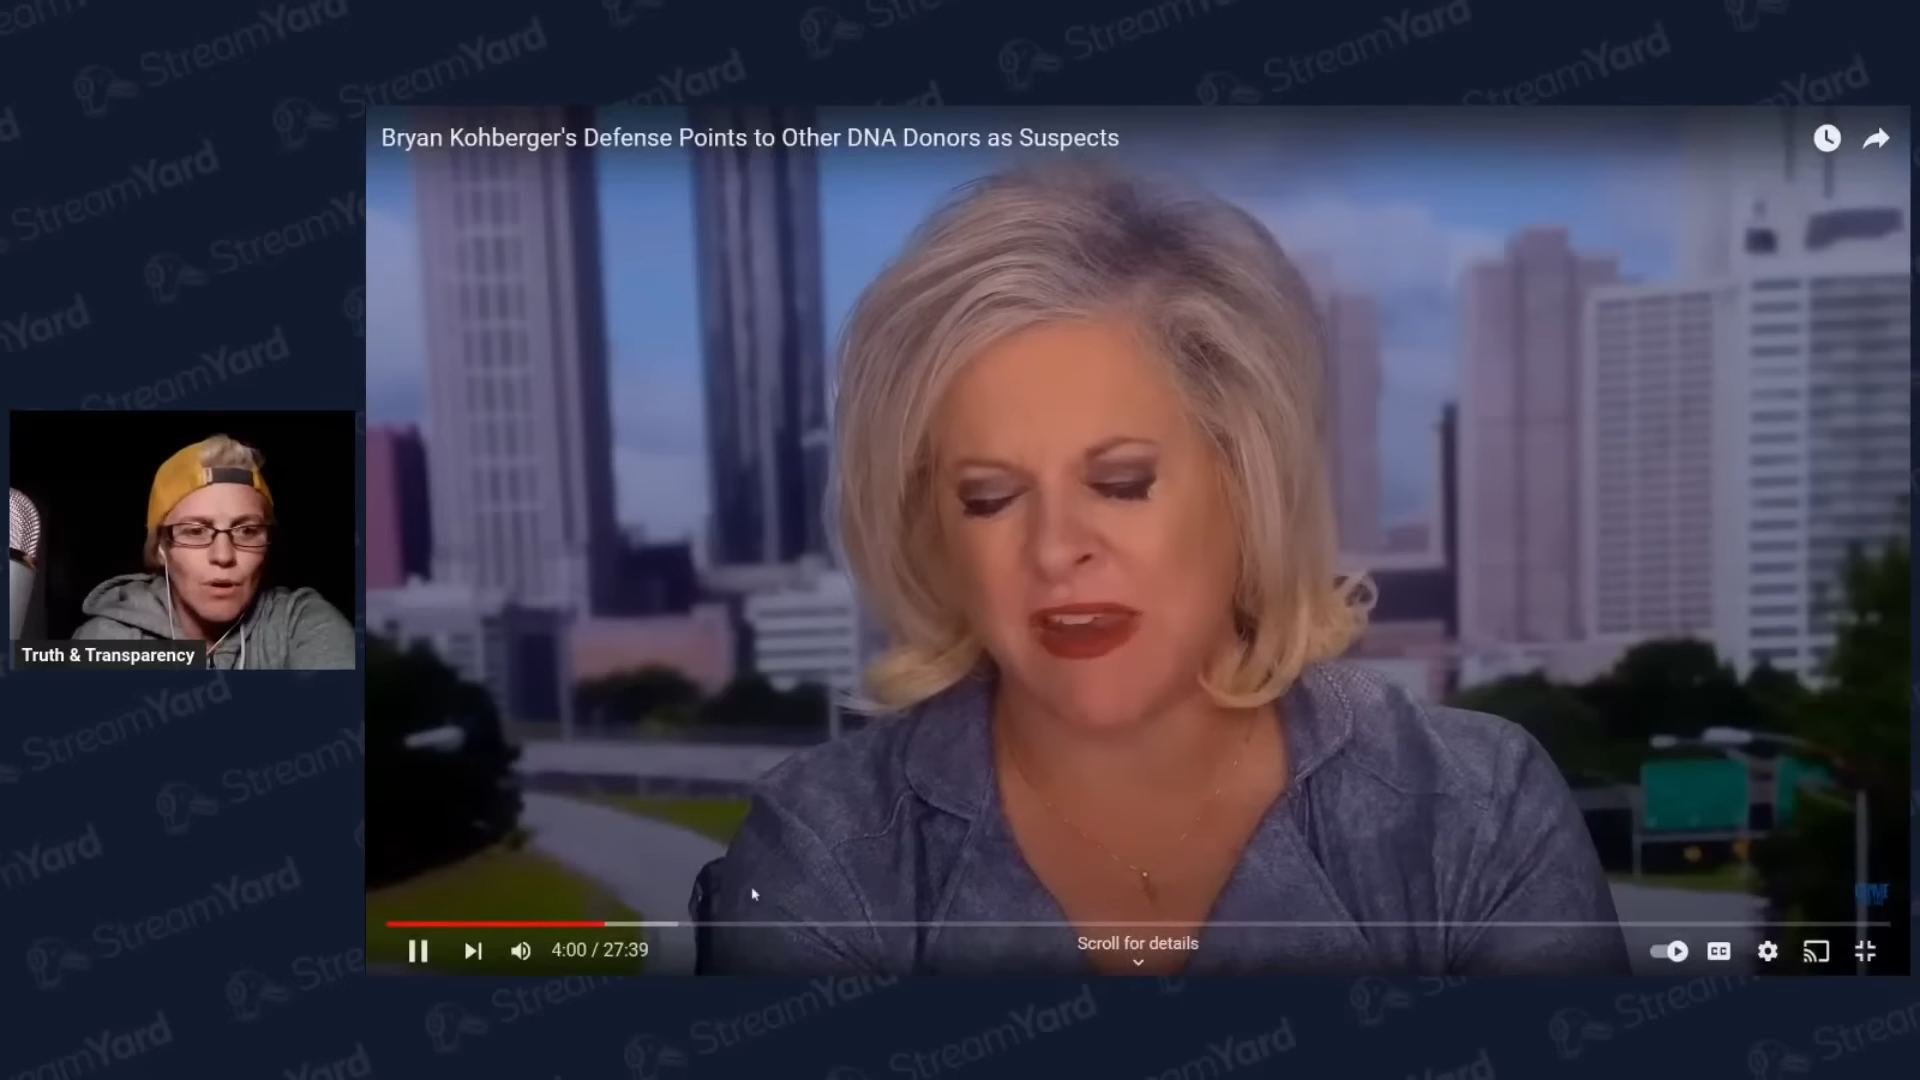 StreamYard
Bryan Kohberger's Defense Points to Other DNA Donors as Suspects
Truth & Transparency
4:00 / 27:39
Scroll for details
CC